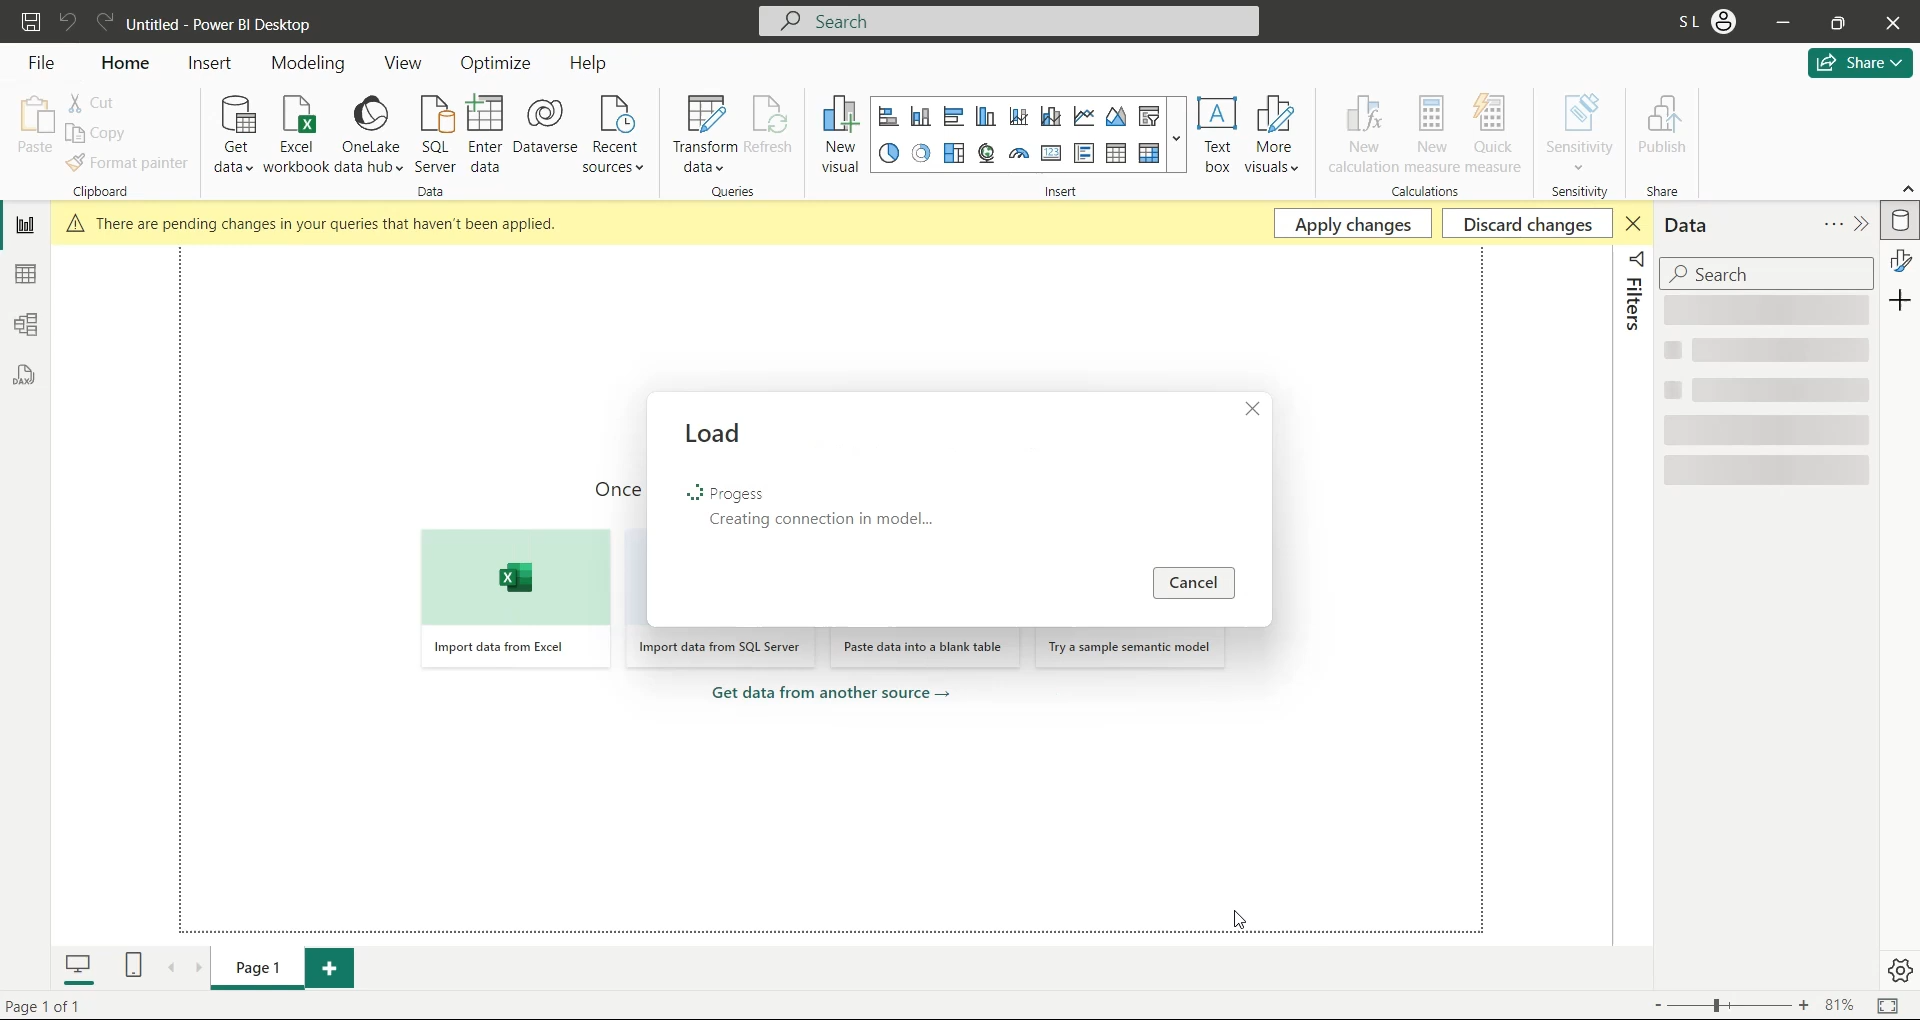 Untitled - Power BI Desktop
Search
S L
File Home Insert Modeling View Optimize Help
Share
Paste
Cut
Copy
Format painter
Clipboard
Get data
Excel workbook
OneLake data hub
SQL Server
Enter data
Dataverse
Recent sources
Data
Transform data
Refresh
Queries
New visual
123
A
Text box
More visuals
Insert
New calculation
New measure
Quick measure
Calculations
Sensitivity
Sensitivity
Publish
Share
There are pending changes in your queries that haven't been applied.
Apply changes
Discard changes
Data
Search
Filters
DAX
Load
Progess
Creating connection in model...
Cancel
Once
Import data from Excel
Import data from SQL Server
Paste data into a blank table
Try a sample semantic model
Get data from another source →
Page 1
Page 1 of 1
- + 81%